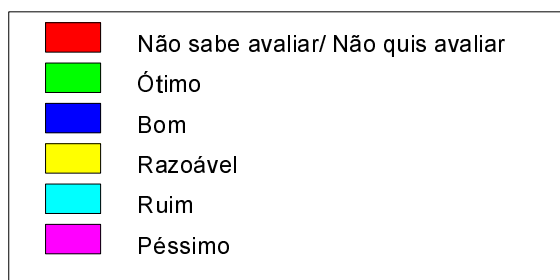 Não sabe avaliar/ Não quis avaliar
Ótimo
Bom
Razoável
Ruim
Péssimo